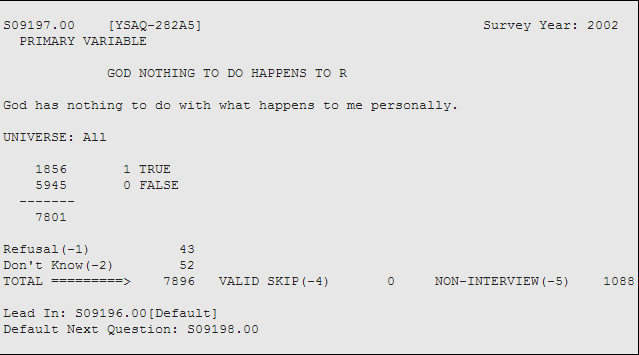 S09197.00    [YSAQ-282A5]                                   Survey Year: 2002
  PRIMARY VARIABLE
             GOD NOTHING TO DO HAPPENS TO R
God has nothing to do with what happens to me personally.
UNIVERSE: All
    1856       1 TRUE
    5945       0 FALSE
  -------
    7801
Refusal(-1)           43
Don't Know(-2)        52
TOTAL =========>    7896   VALID SKIP(-4)       0     NON-INTERVIEW(-5)    1088
Lead In: S09196.00[Default]
Default Next Question: S09198.00